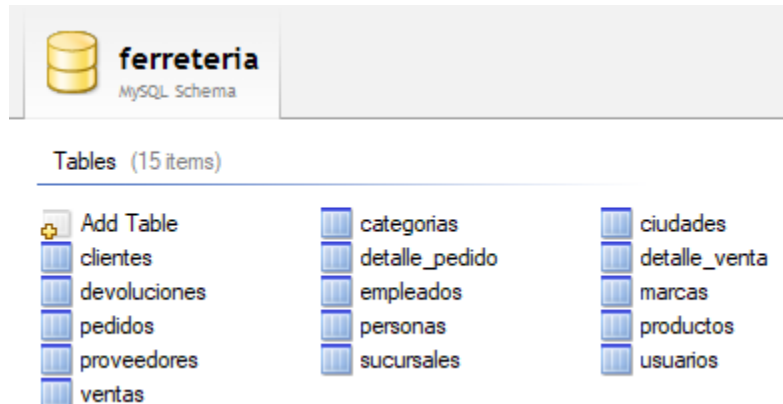 ferreteria
MySQL Schema
Tables (15 items)
Add Table categorias ciudades
clientes detalle_pedido detalle_venta
devoluciones empleados marcas
pedidos personas productos
proveedores sucursales usuarios
ventas